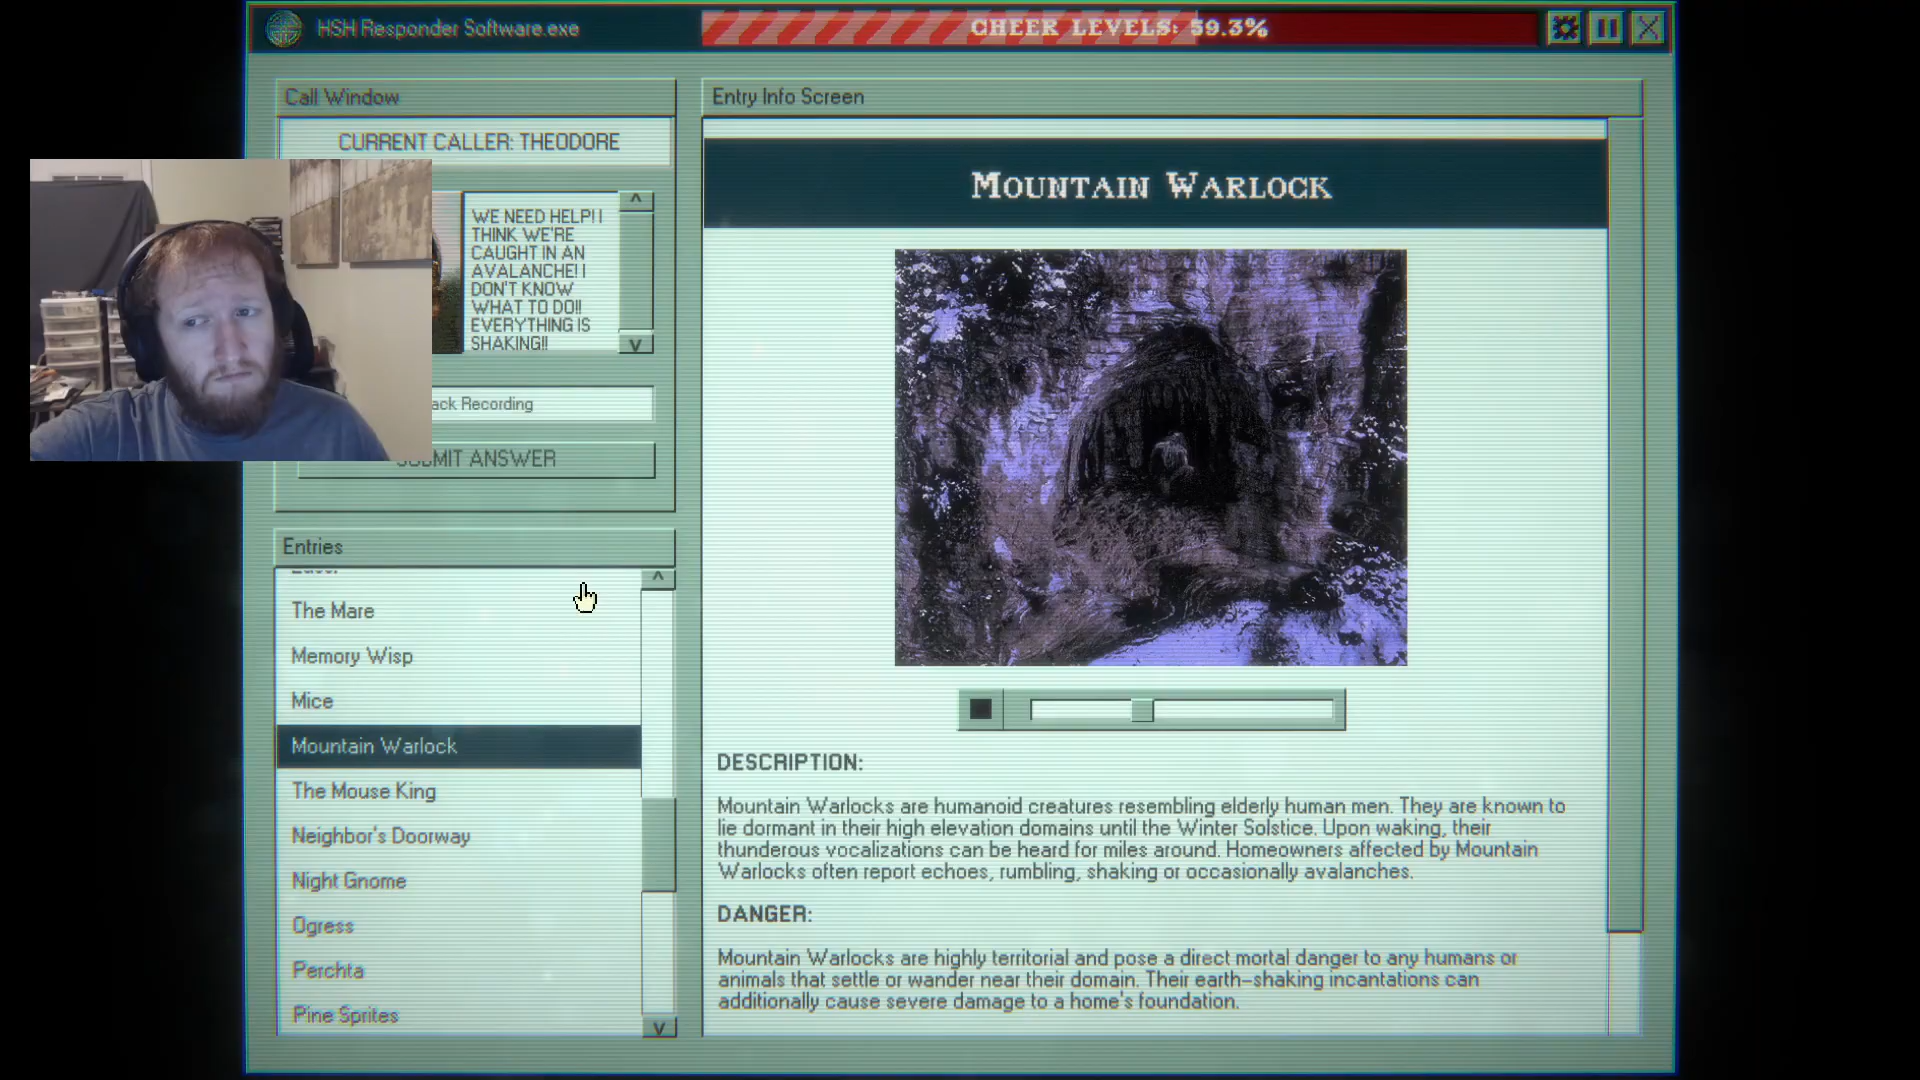 HSH Responder Software.exe
CHEER LEVELS: 59.3%
Call Window
CURRENT CALLER: THEODORE
WE NEED HELP! I
THINK WE'RE
CAUGHT IN AN
AVALANCHE! I
DON'T KNOW
WHAT TO DO!!
EVERYTHING IS
SHAKING!!
ack Recording
SUBMIT ANSWER
Entries
The Mare
Memory Wisp
Mice
Mountain Warlock
The Mouse King
Neighbor's Doorway
Night Gnome
Ogress
Perchta
Pine Sprites
Entry Info Screen
MOUNTAIN WARLOCK
DESCRIPTION:
Mountain Warlocks are humanoid creatures resembling elderly human men. They are known to
lie dormant in their high elevation domains until the Winter Solstice. Upon waking, their
thunderous vocalizations can be heard for miles around. Homeowners affected by Mountain
Warlocks often report echoes, rumbling, shaking or occasionally avalanches.
DANGER:
Mountain Warlocks are highly territorial and pose a direct mortal danger to any humans or
animals that settle or wander near their domain. Their earth-shaking incantations can
additionally cause severe damage to a home's foundation.